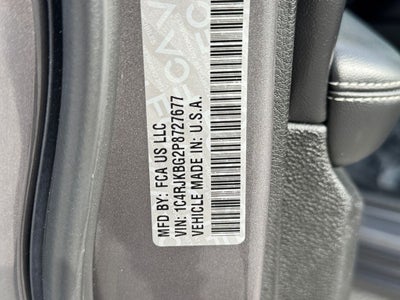 MFD BY: FCA US LLC
VIN: 1C4RJKBG2P8727677
VEHICLE MADE IN: U.S.A.